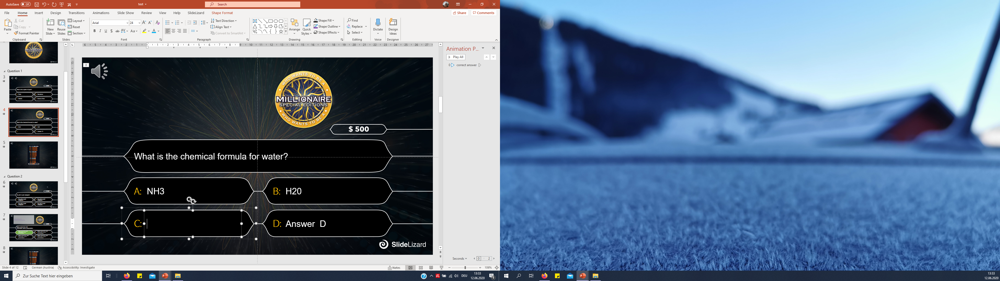 AutoSave Off
test
Search
File Home Insert Design Transitions Animations Slide Show Review View Help SlideLizard Shape Format
Share Comments
Paste
Cut
Copy
Format Painter
Clipboard
New Slide
Reuse Slides
Layout
Reset
Section
Slides
Arial 24
Font
Paragraph
Text Direction
Align Text
Convert to SmartArt
Arrange
Quick Styles
Shape Fill
Shape Outline
Shape Effects
Drawing
Find
Replace
Select
Editing
Dictate
Voice
Design Ideas
Designer
Question 1
3
4
5
Question 2
6
7
8
Animation P...
Play All
0 correct answer
0
WHO WANTS TO BE A
MILLIONAIRE
SPECIAL EDITIONS
WHO WANTS TO BE A
$ 500
What is the chemical formula for water?
A: NH3
B: H20
C:
D: Answer D
SlideLizard
Seconds 0 2
Slide 4 of 12 German (Austria) Accessibility: Investigate
Notes
106%
Zur Suche Text hier eingeben
DEU
13:33
12.06.2020
6
13:33
12.06.2020